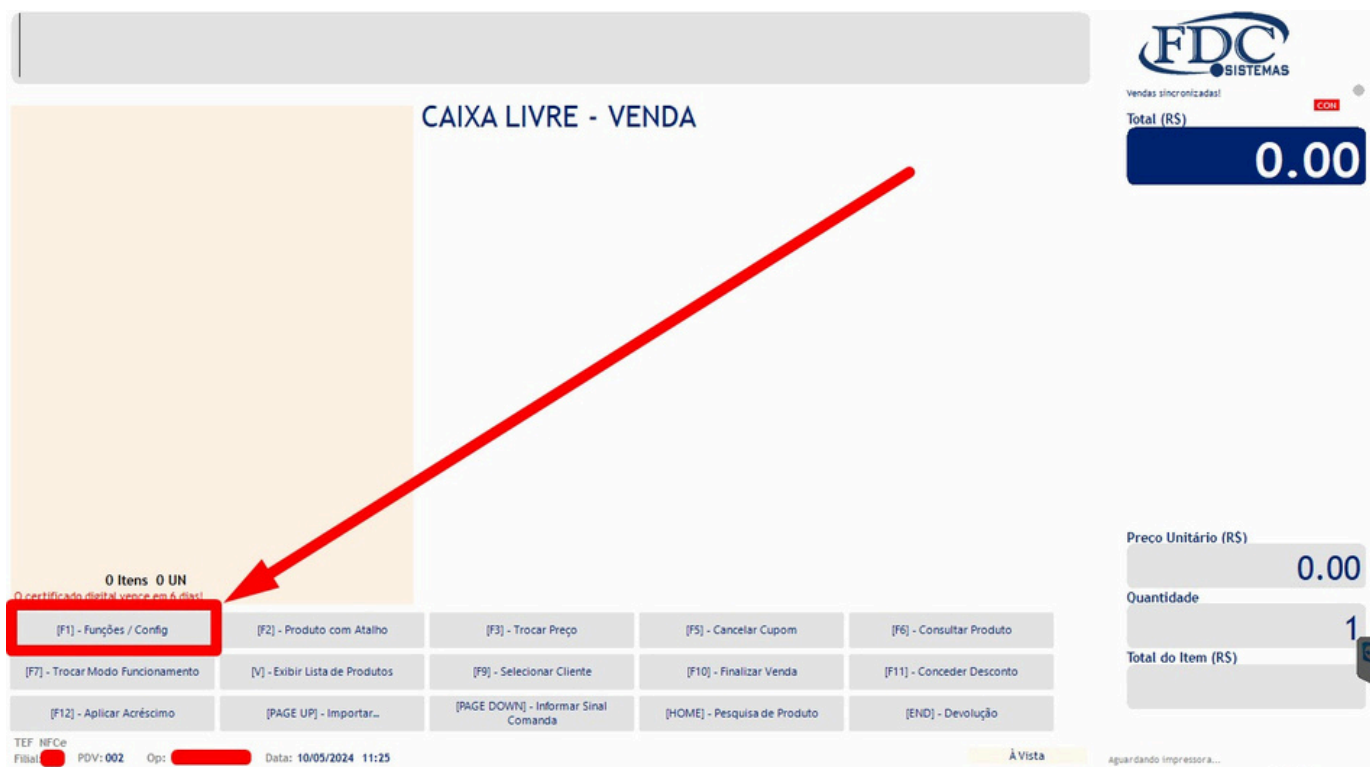 FDC
SISTEMAS
Vendas sincronizadas!
CON
CAIXA LIVRE - VENDA
Total (R$)
0.00
Preço Unitário (R$)
0.00
0 Itens 0 UN
O certificado digital vence em 6 dias!
Quantidade
1
[F1] - Funções / Config
[F2] - Produto com Atalho
[F3] - Trocar Preço
[F5] - Cancelar Cupom
[F6] - Consultar Produto
Total do Item (R$)
[F7] - Trocar Modo Funcionamento
[V] - Exibir Lista de Produtos
[F9] - Selecionar Cliente
[F10] - Finalizar Venda
[F11] - Conceder Desconto
[F12] - Aplicar Acréscimo
[PAGE UP] - Importar...
[PAGE DOWN] - Informar Sinal
Comanda
[HOME] - Pesquisa de Produto
[END] - Devolução
TEF NFCe
Filial: PDV: 002 Op: Data: 10/05/2024 11:25
À Vista
Aguardando impressora...